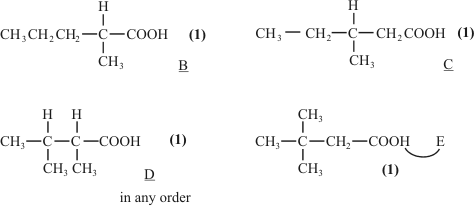 H
CH3CH2CH2—C—COOH (1)
CH3
B
H
CH3— CH2—C— CH2COOH (1)
CH3
C
H H
CH3—C—C—COOH (1)
CH3 CH3
D
in any order
CH3
CH3—C—CH2—COOH E
CH3
(1)